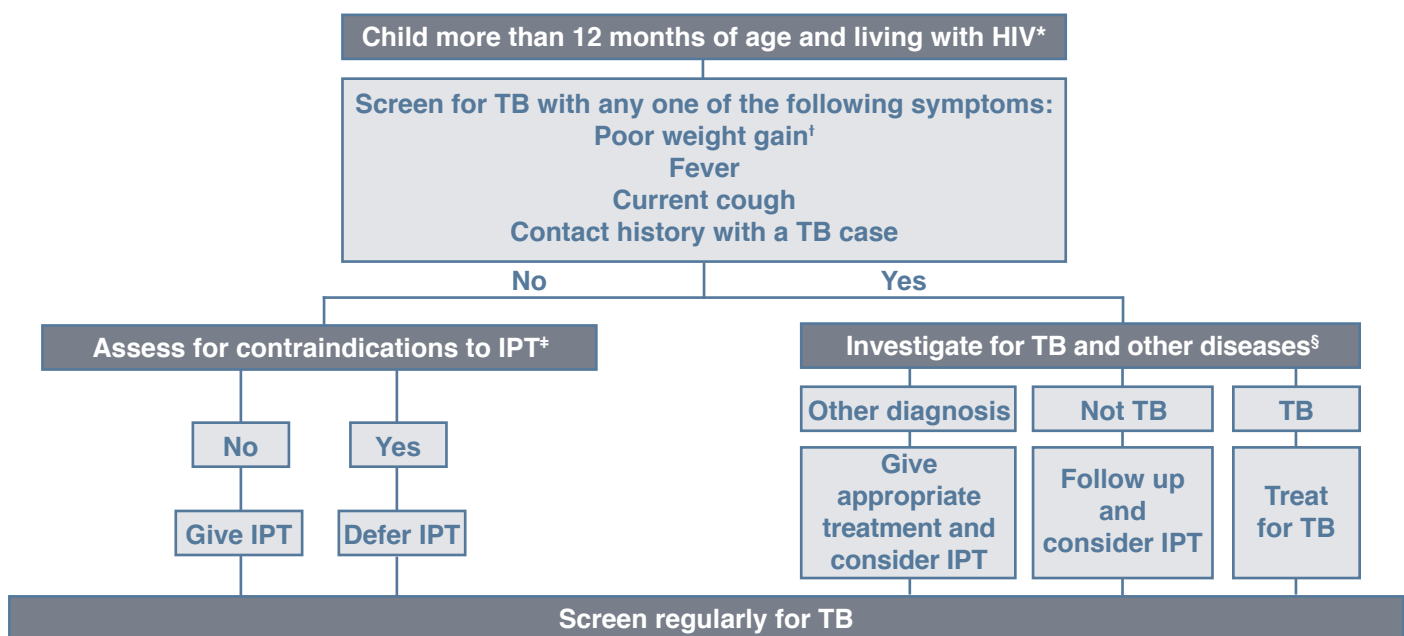 Child more than 12 months of age and living with HIV*
Screen for TB with any one of the following symptoms:
Poor weight gain†
Fever
Current cough
Contact history with a TB case
No
Yes
Assess for contraindications to IPT‡
No
Yes
Give IPT
Defer IPT
Investigate for TB and other diseases§
Other diagnosis
Not TB
TB
Give
appropriate
treatment and
consider IPT
Follow up
and
consider IPT
Treat
for TB
Screen regularly for TB